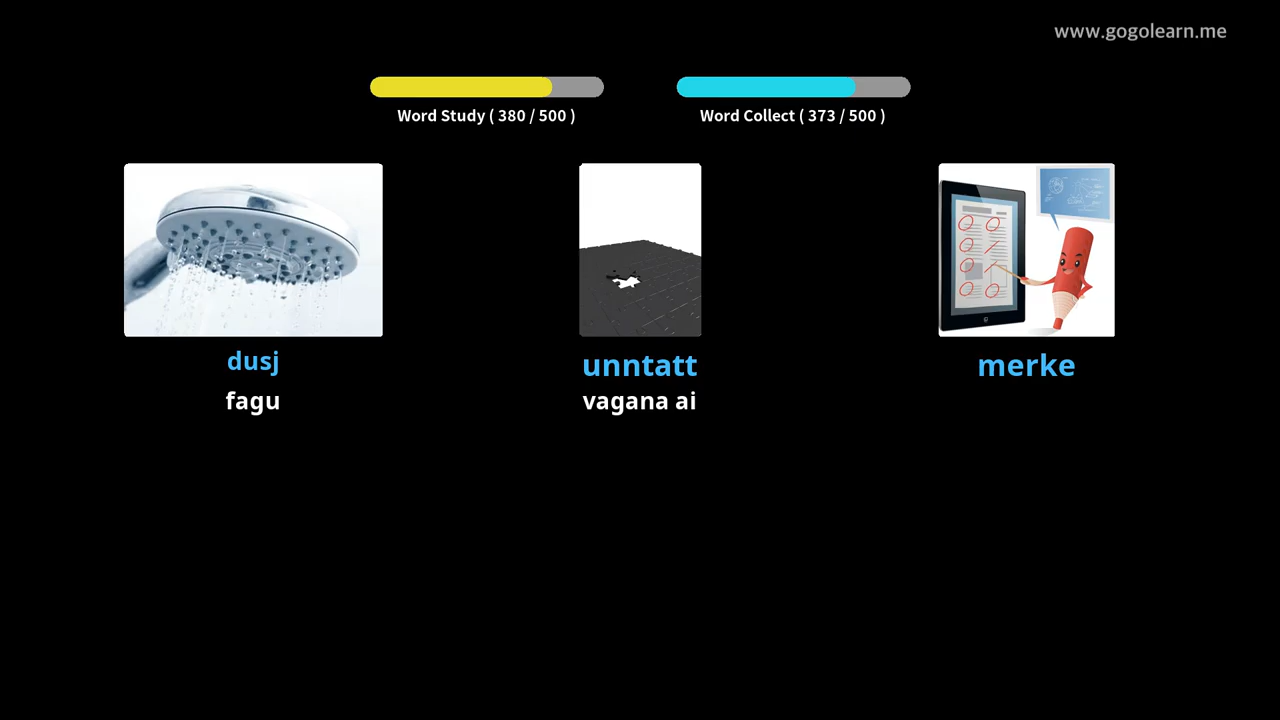 www.gogolearn.me
Word Study ( 380 / 500 )
Word Collect ( 373 / 500 )
dusj
unntatt
merke
fagu
vagana ai